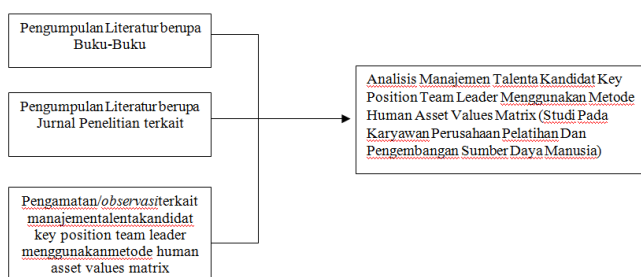 Pengumpulan Literatur berupa
Buku-Buku
Pengumpulan Literatur berupa
Jurnal Penelitian terkait
Pengamatan/observasiterkait
manajementalentakandidat
key position team leader
menggunakanmetode human
asset values matrix
Analisis Manajemen Talenta Kandidat Key
Position Team Leader Menggunakan Metode
Human Asset Values Matrix (Studi Pada
Karyawan Perusahaan Pelatihan Dan
Pengembangan Sumber Daya Manusia)